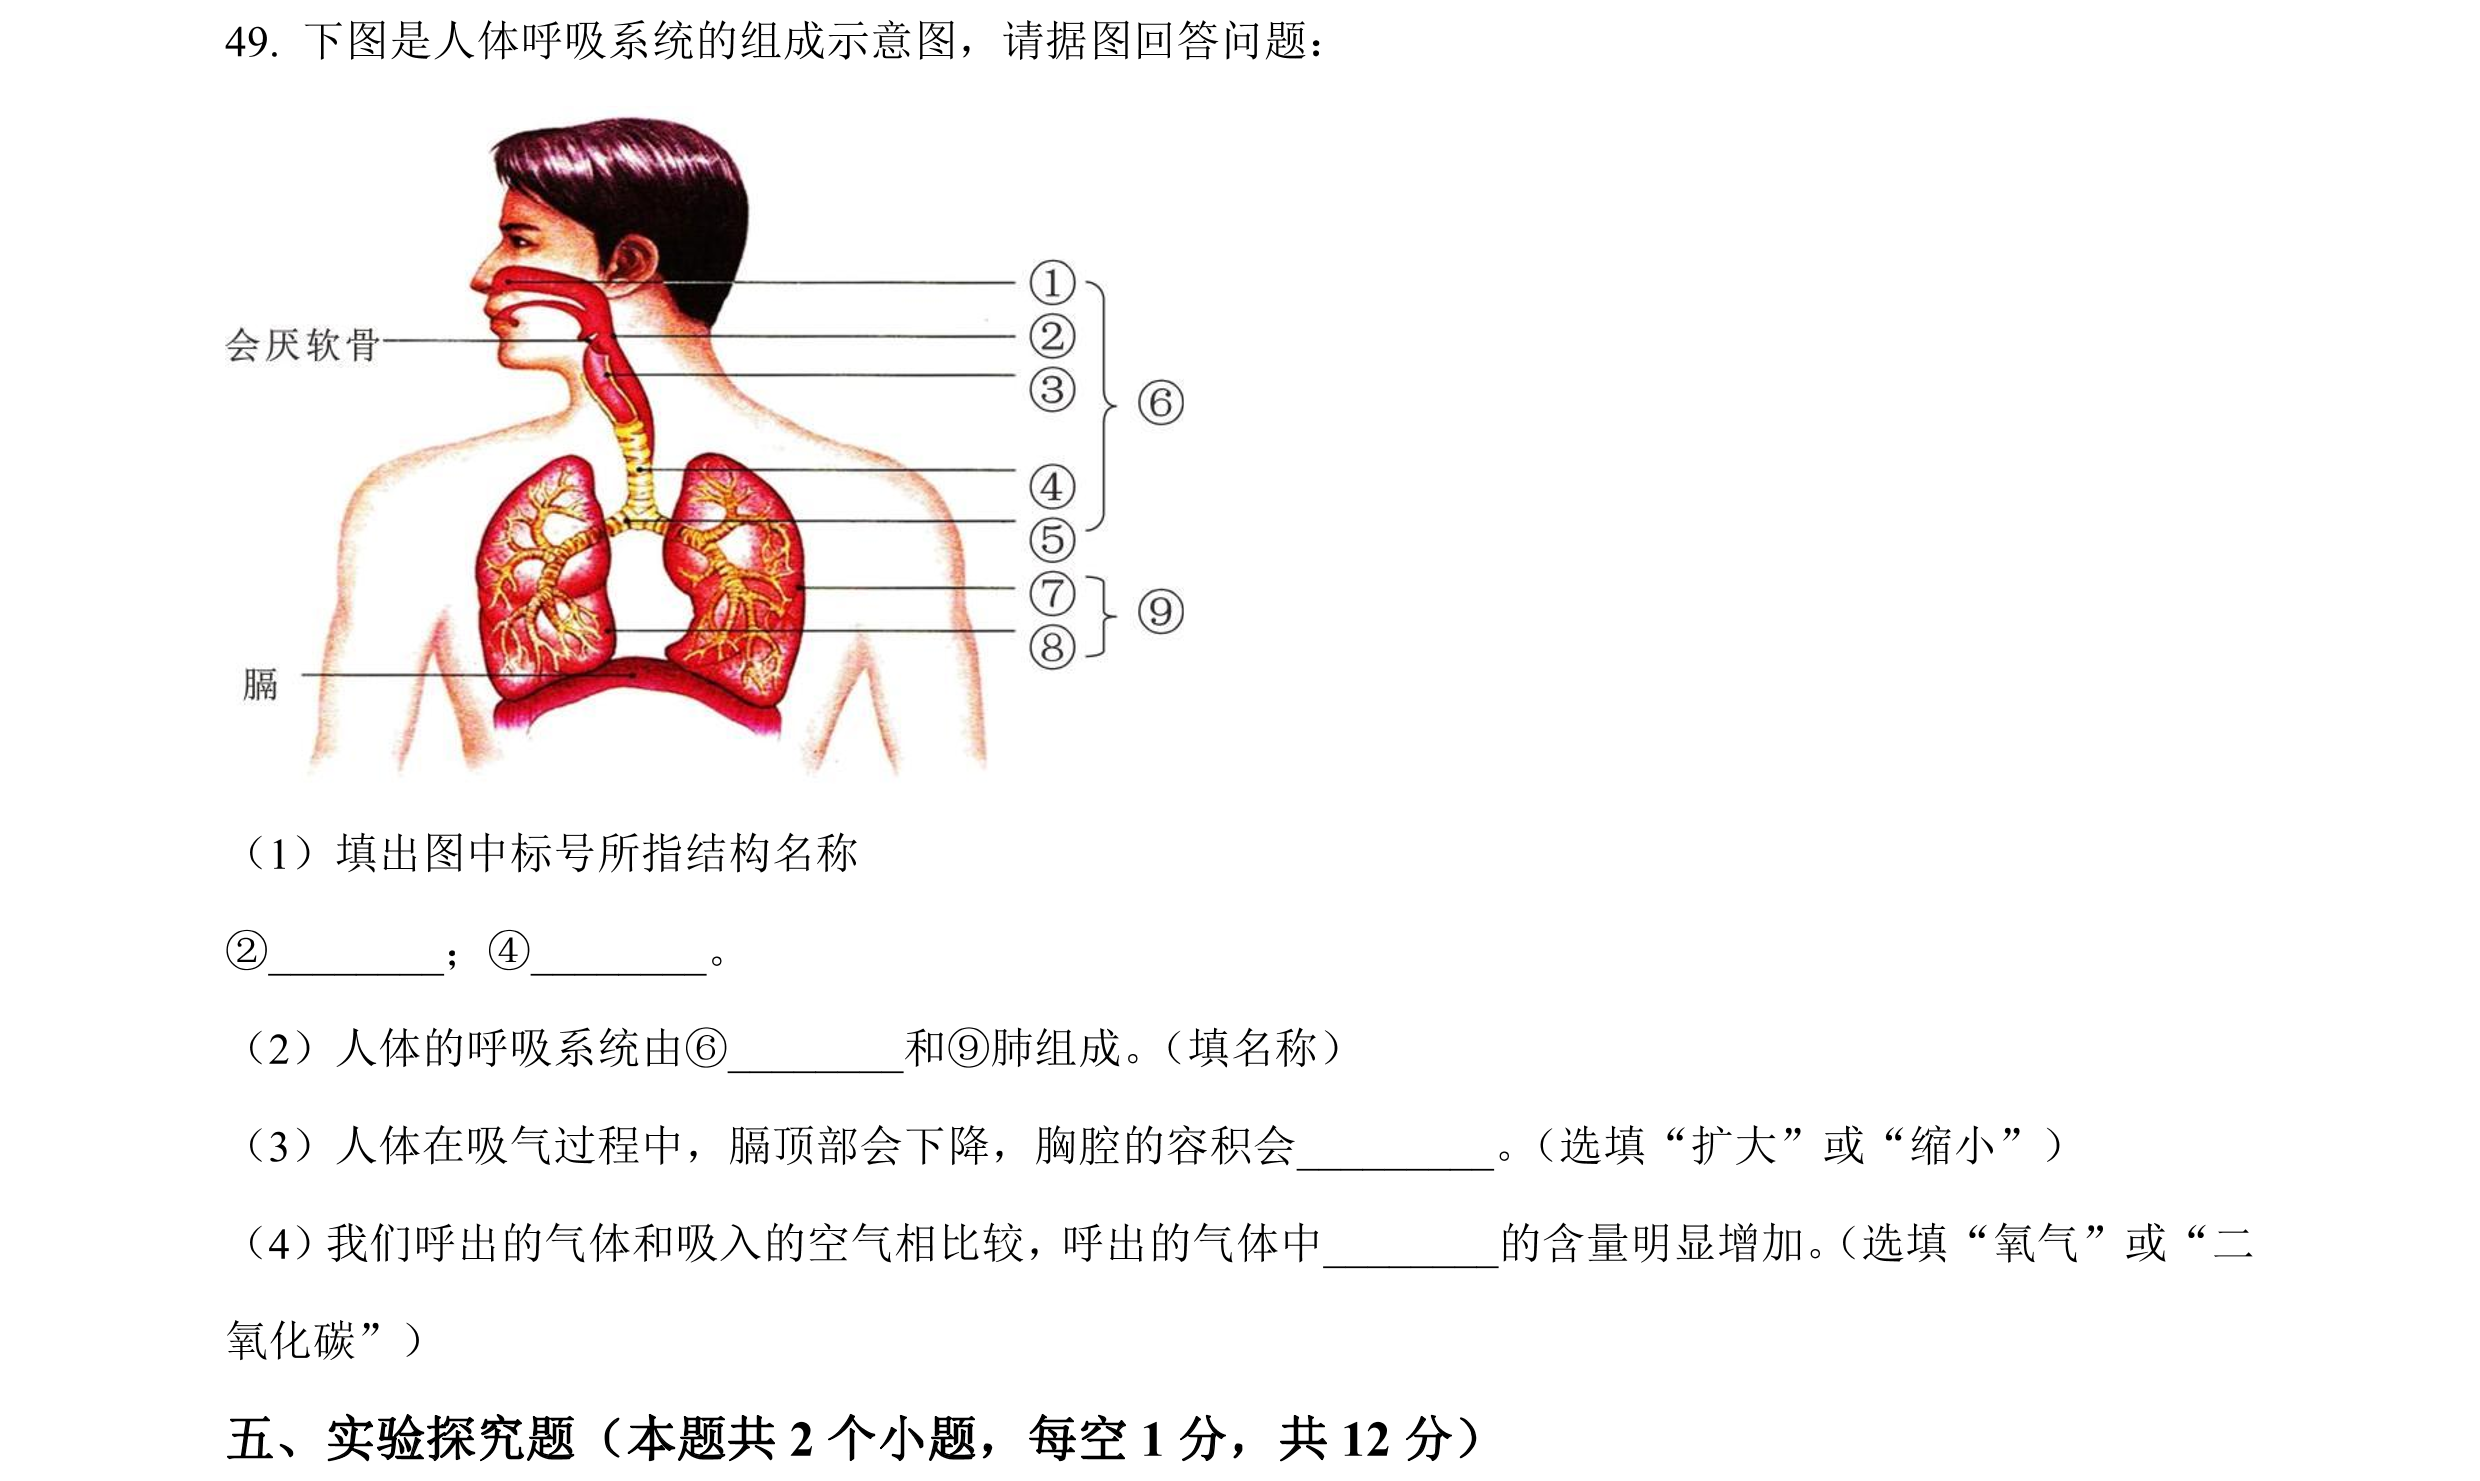 49. 下图是人体呼吸系统的组成示意图，请据图回答问题：
①
②
会厌软骨
③
⑥
④
⑤
⑦
⑨
⑧
膈
（1）填出图中标号所指结构名称
②________；④________。
（2）人体的呼吸系统由⑥________和⑨肺组成。（填名称）
（3）人体在吸气过程中，膈顶部会下降，胸腔的容积会_________。（选填“扩大”或“缩小”）
（4）我们呼出的气体和吸入的空气相比较，呼出的气体中________的含量明显增加。（选填“氧气”或“二
氧化碳”）
五、实验探究题（本题共 2 个小题，每空 1 分，共 12 分）